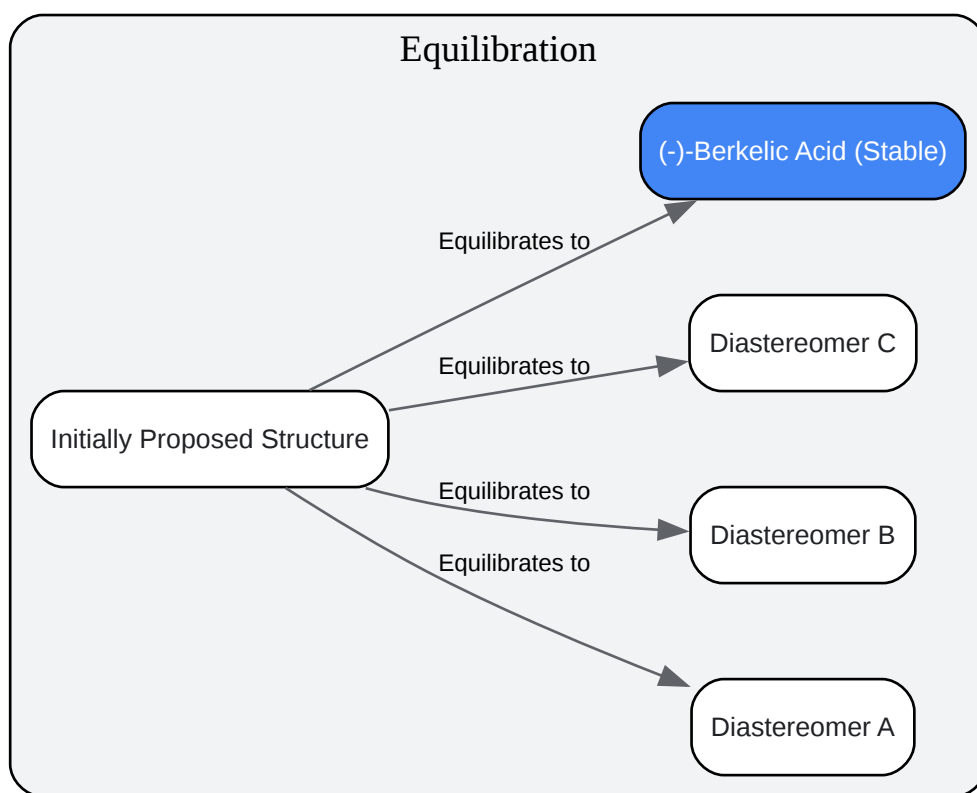 Equilibration
(-)-Berkelic Acid (Stable)
Equilibrates to
Diastereomer C
Equilibrates to
Initially Proposed Structure
Equilibrates to
Diastereomer B
Equilibrates to
Diastereomer A